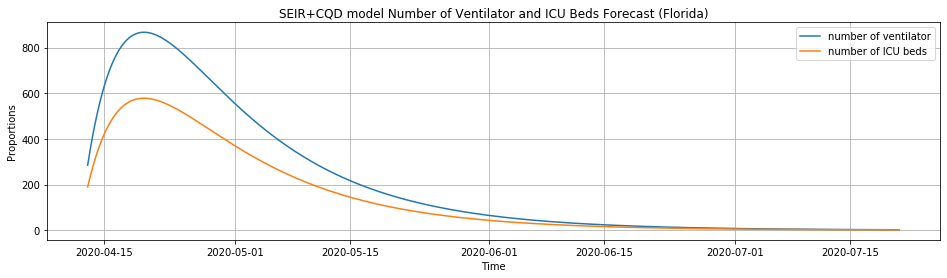 SEIR+CQD model Number of Ventilator and ICU Beds Forecast (Florida)
number of ventilator
number of ICU beds
Proportions
800
600
400
200
0
2020-04-15 2020-05-01 2020-05-15 2020-06-01 2020-06-15 2020-07-01 2020-07-15
Time